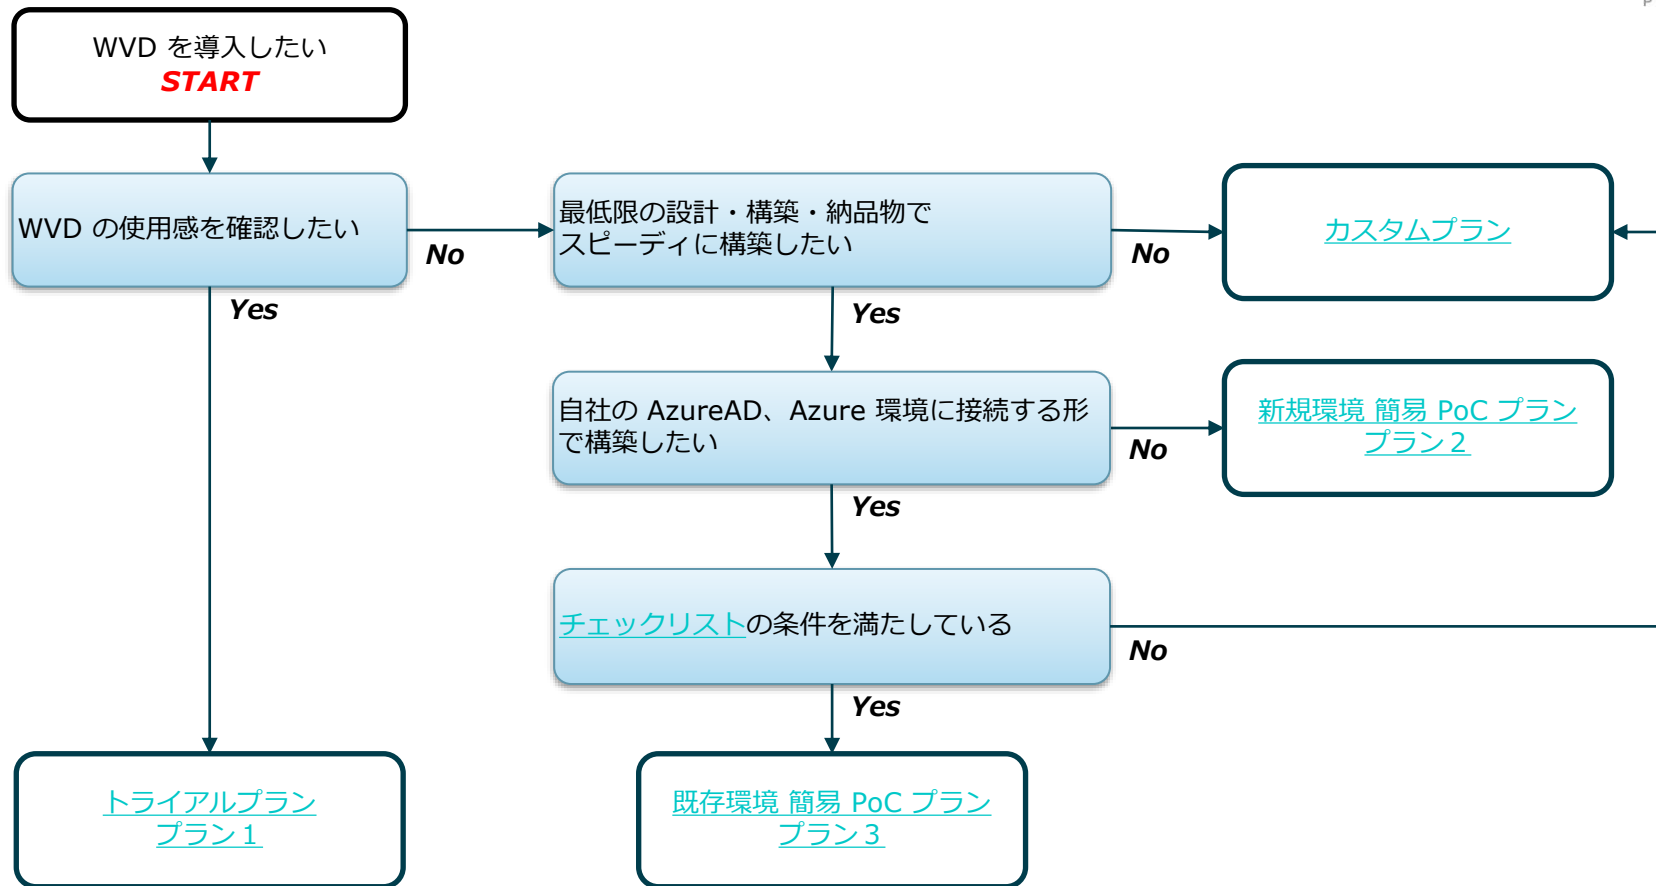 WVD を導入したい
START
WVD の使用感を確認したい
No
最低限の設計・構築・納品物で
スピーディに構築したい
No
カスタムプラン
Yes
Yes
自社の AzureAD、Azure 環境に接続する形
で構築したい
No
新規環境 簡易 PoC プラン
プラン２
Yes
チェックリストの条件を満たしている
No
Yes
トライアルプラン
プラン１
既存環境 簡易 PoC プラン
プラン３